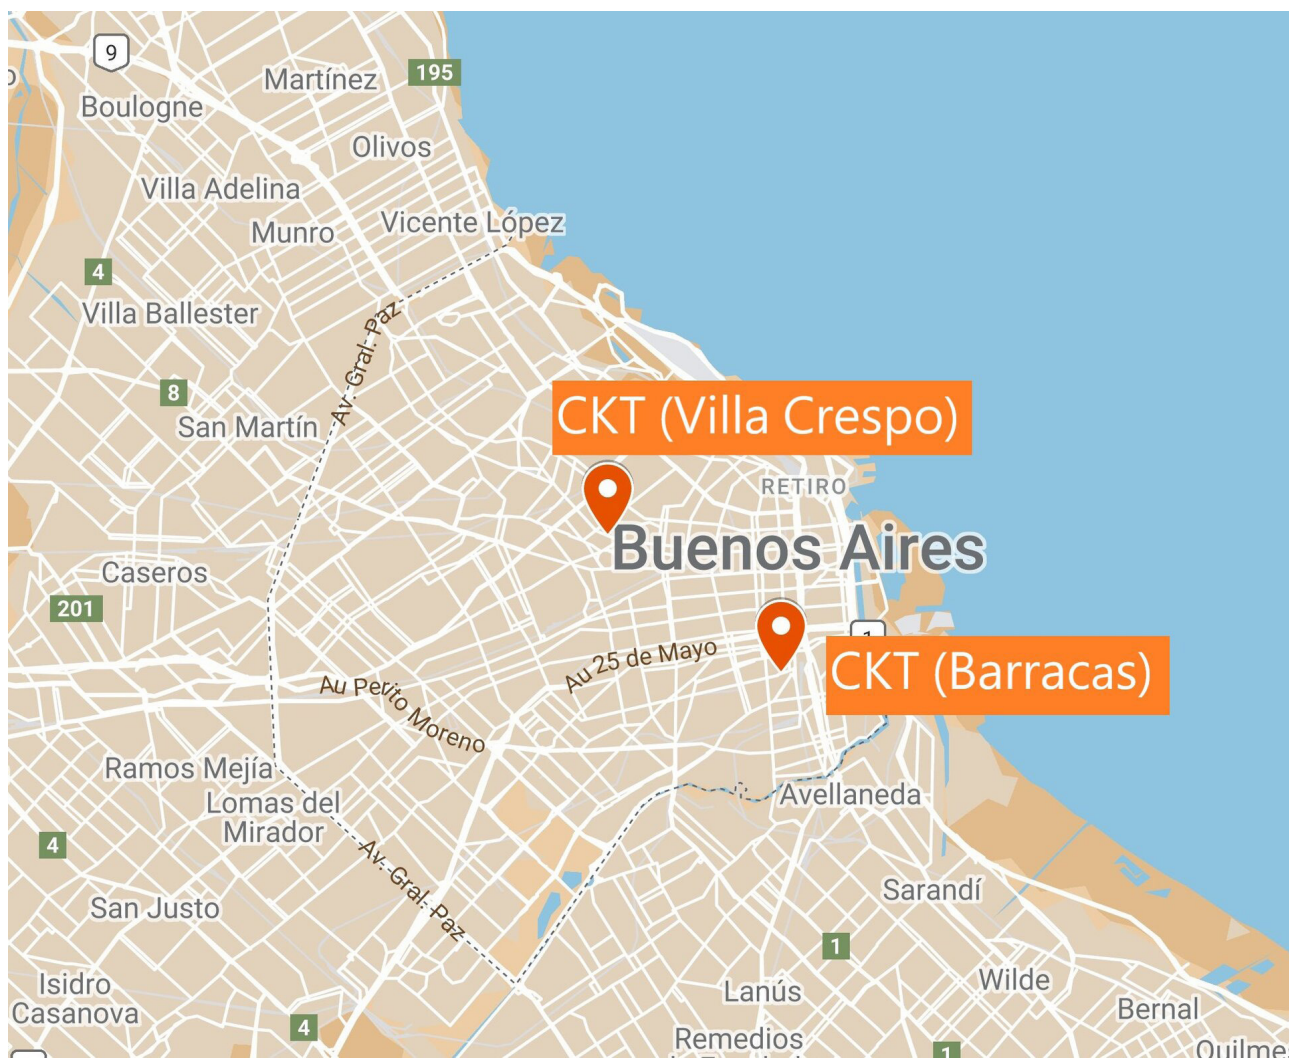 9
Martínez
195
Boulogne
Olivos
Villa Adelina
Vicente López
Munro
4
Villa Ballester
Av. Gral. Paz
8
San Martín
CKT (Villa Crespo)
RETIRO
Buenos Aires
Caseros
201
1
Au 25 de Mayo
CKT (Barracas)
Au Perito Moreno
Ramos Mejía
Avellaneda
Lomas del
Mirador
4
Av. Gral. Paz
Sarandí
San Justo
1
Isidro
Casanova
Lanús
Wilde
Bernal
4
Remedios
1